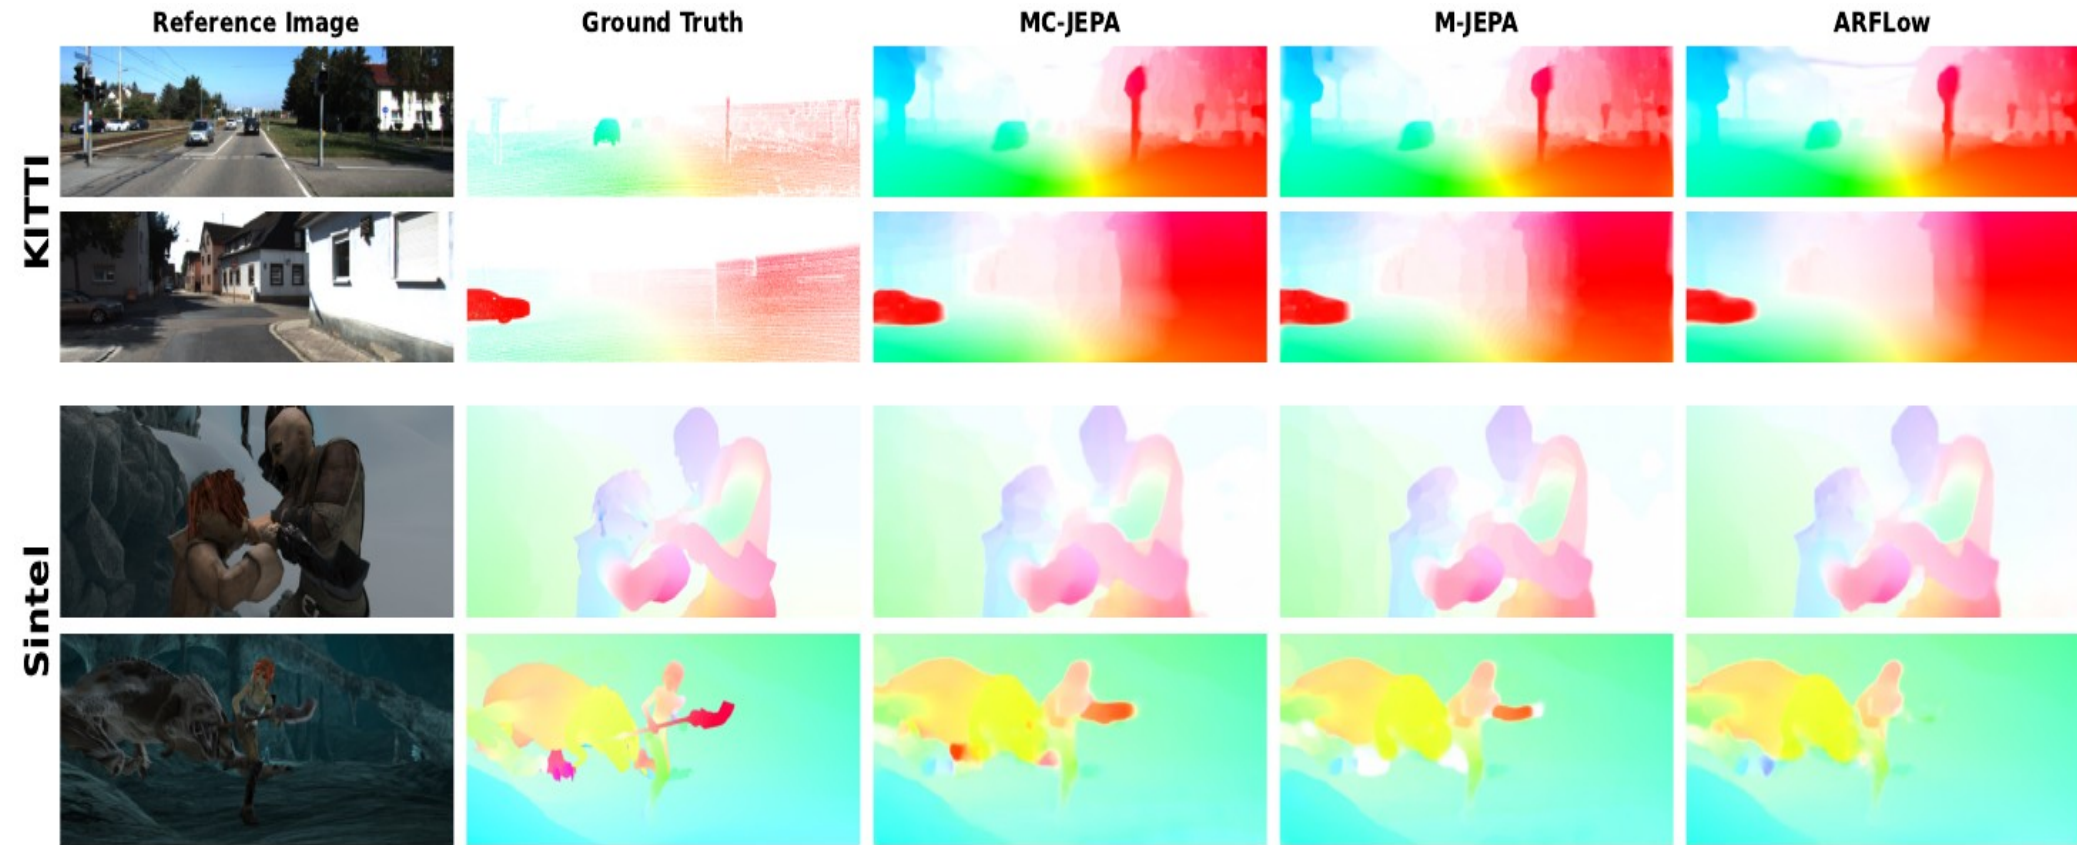 Reference Image
Ground Truth
MC-JEPA
M-JEPA
ARFLow
KITTI
Sintel